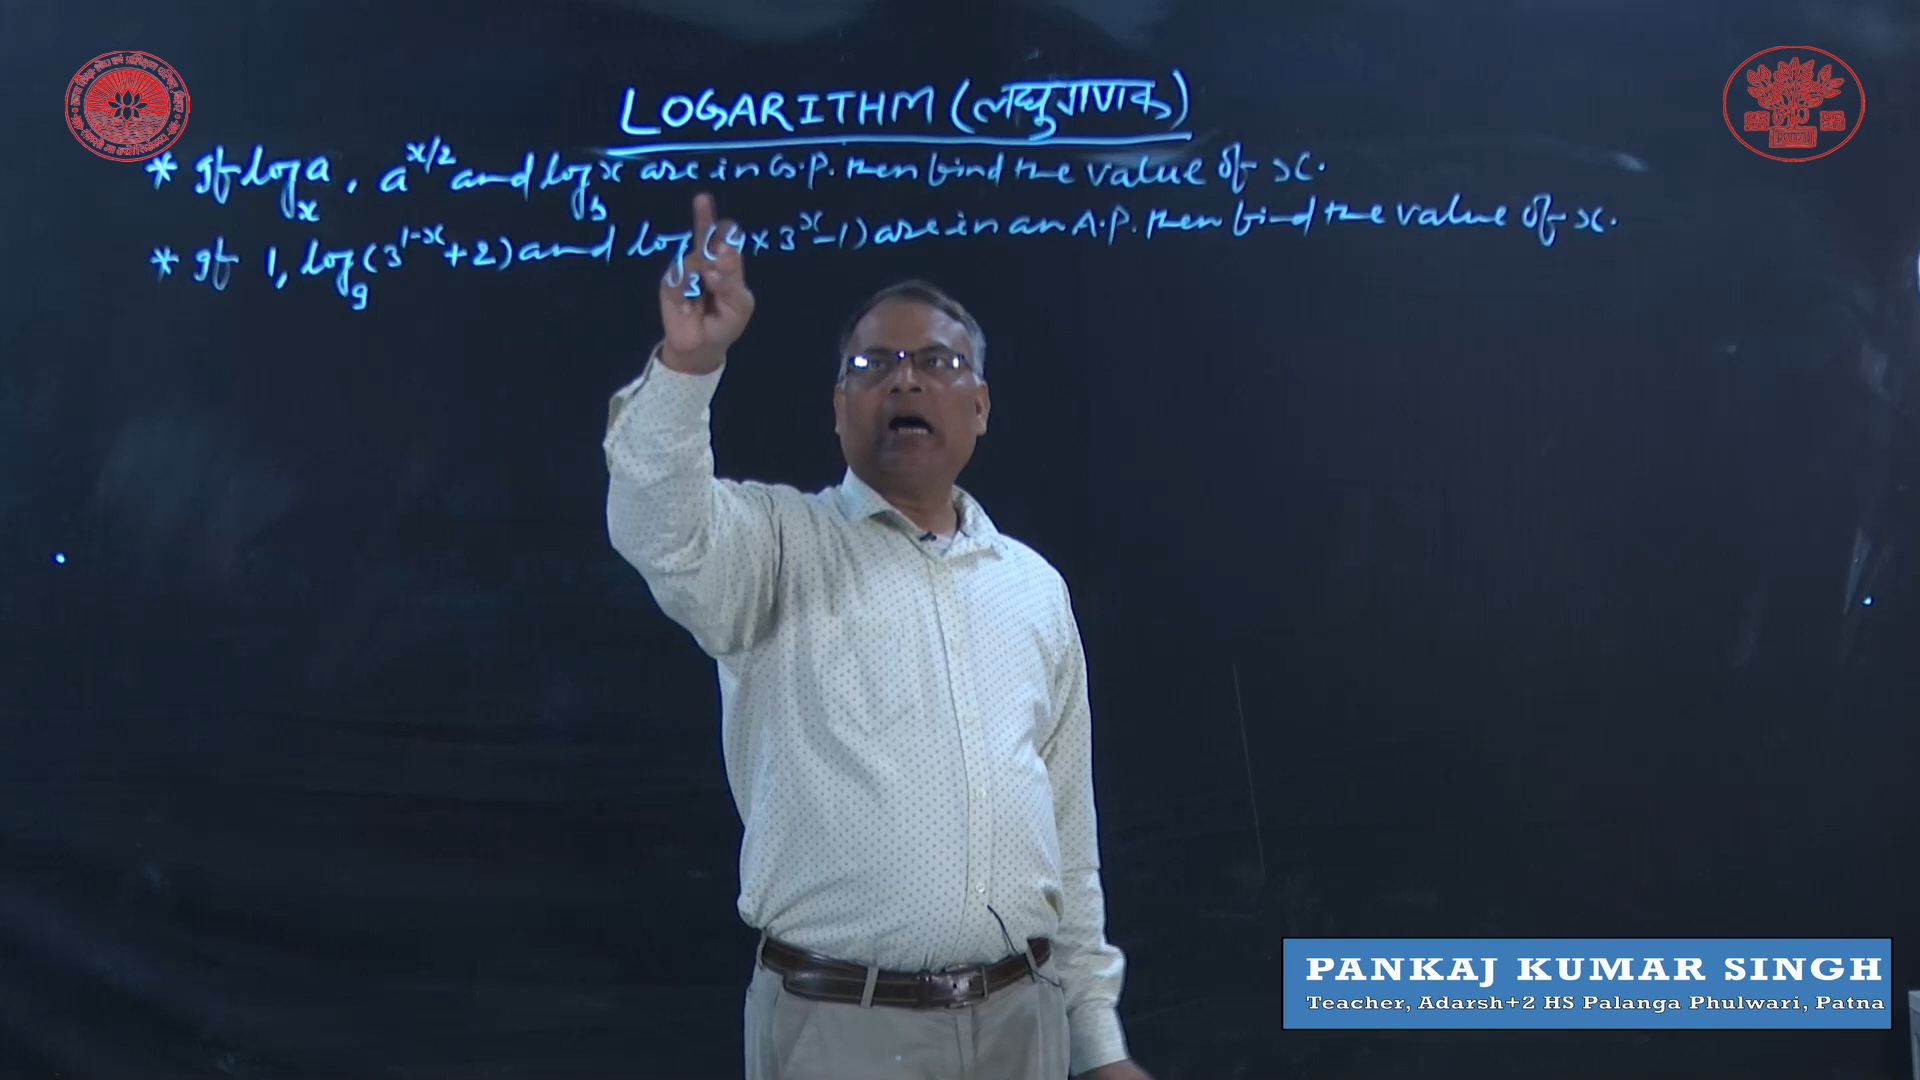 LOGARITHM (लघुगणक)
* If logₓa, a^(x/2) and log_b x are in G.P. then find the value of x.
* If 1, log₉(3^(1-x)+2) and log₃(4×3^x-1) are in an A.P. then find the value of x.
PANKAJ KUMAR SINGH
Teacher, Adarsh+2 HS Palanga Phulwari, Patna